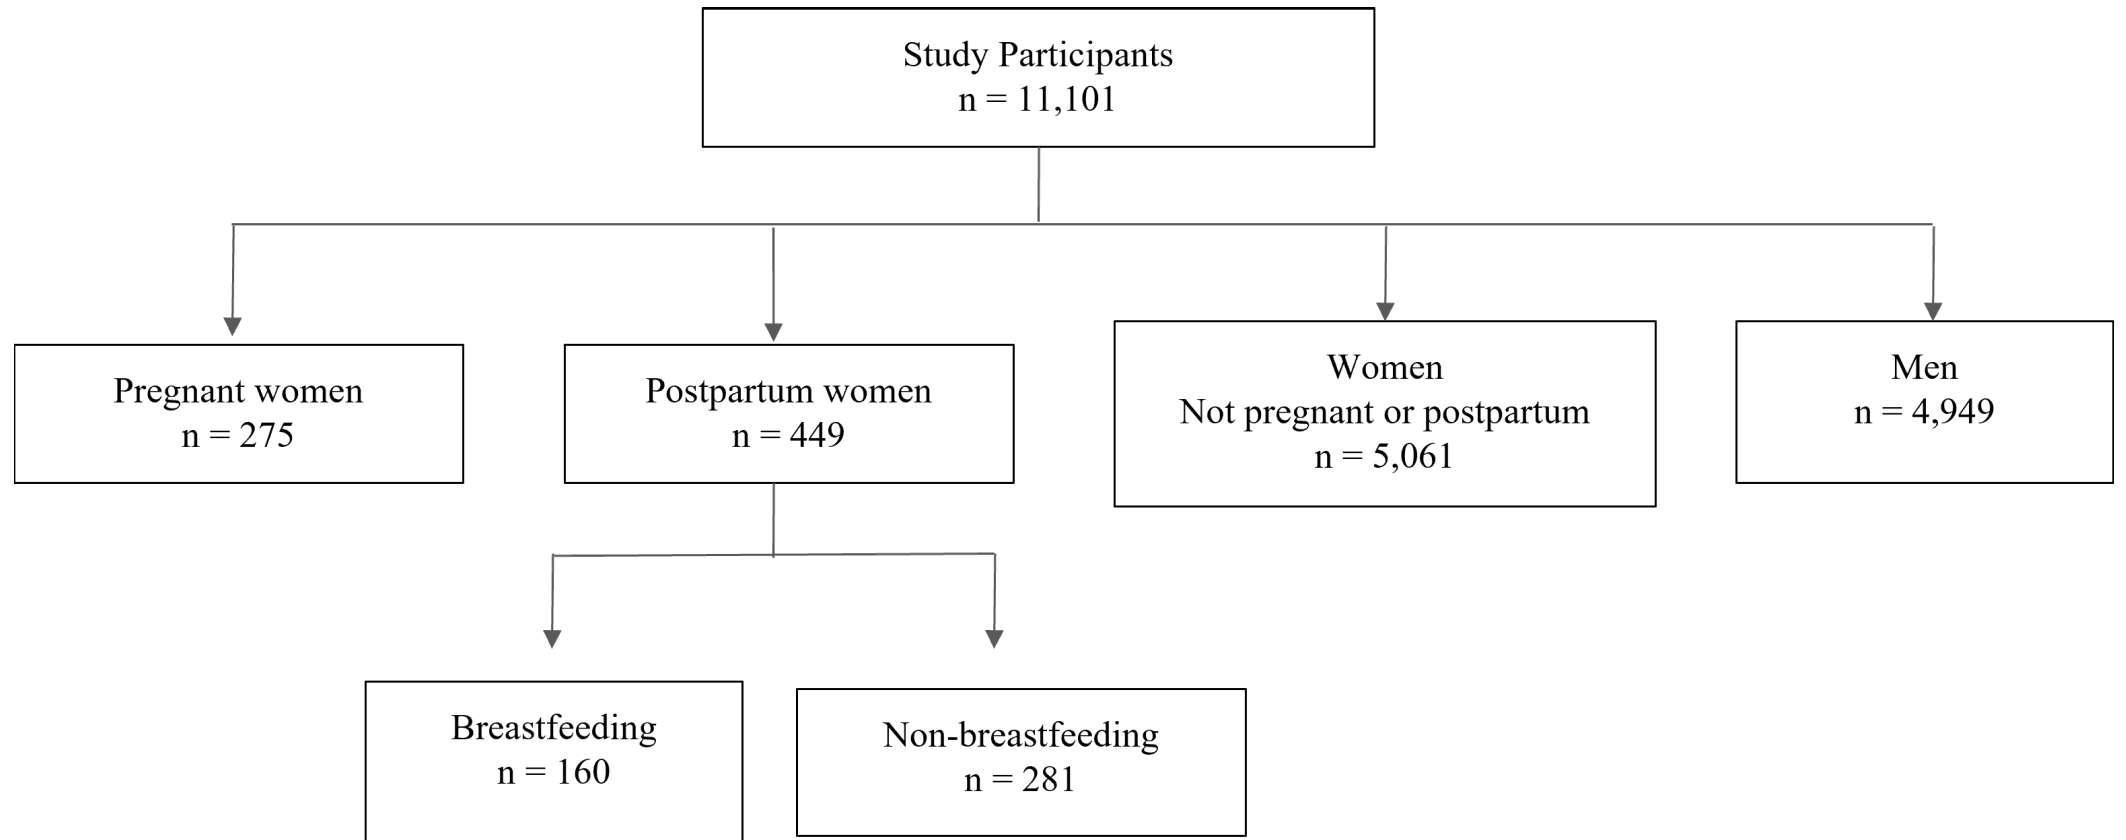 Study Participants
n = 11,101
Pregnant women
n = 275
Postpartum women
n = 449
Women
Not pregnant or postpartum
n = 5,061
Men
n = 4,949
Breastfeeding
n = 160
Non-breastfeeding
n = 281